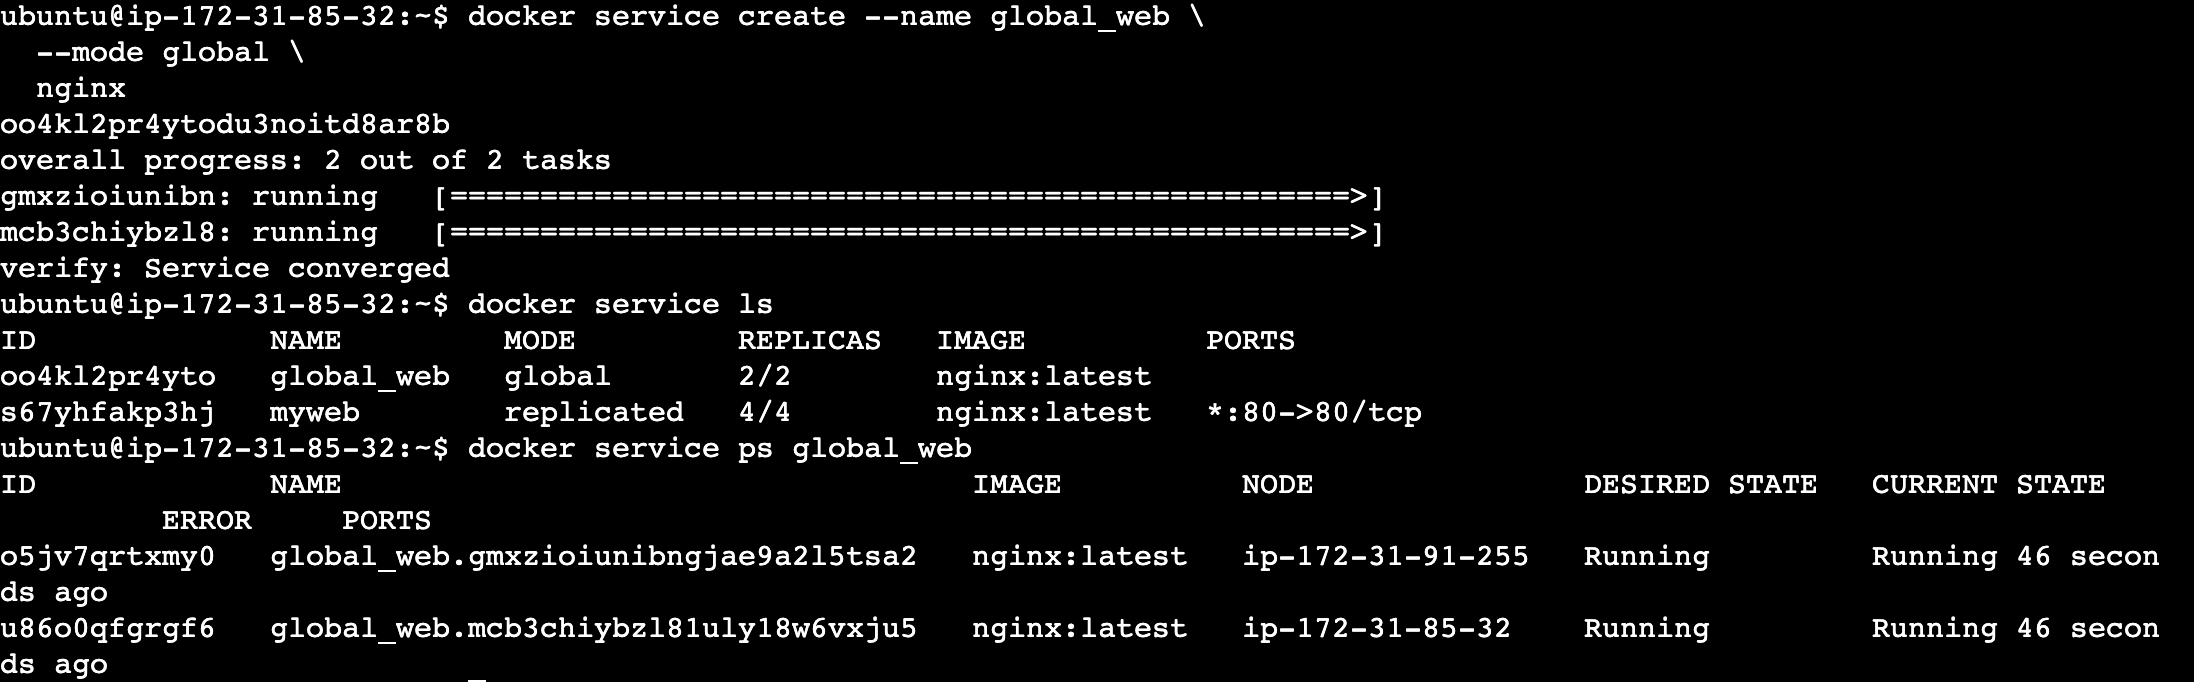 ubuntu@ip-172-31-85-32:~$ docker service create --name global_web \
  --mode global \
  nginx
oo4kl2pr4ytodu3noitd8ar8b
overall progress: 2 out of 2 tasks
gmxzioiunibn: running   [==================================================>]
mcb3chiybzl8: running   [==================================================>]
verify: Service converged
ubuntu@ip-172-31-85-32:~$ docker service ls
ID             NAME         MODE         REPLICAS   IMAGE          PORTS
oo4kl2pr4yto   global_web   global       2/2        nginx:latest
s67yhfakp3hj   myweb        replicated   4/4        nginx:latest   *:80->80/tcp
ubuntu@ip-172-31-85-32:~$ docker service ps global_web
ID             NAME                                   IMAGE          NODE               DESIRED STATE   CURRENT STATE
         ERROR     PORTS
o5jv7qrtxmy0   global_web.gmxzioiunibngjae9a2l5tsa2   nginx:latest   ip-172-31-91-255   Running         Running 46 secon
ds ago
u86o0qfgrgf6   global_web.mcb3chiybzl81uly18w6vxju5   nginx:latest   ip-172-31-85-32    Running         Running 46 secon
ds ago